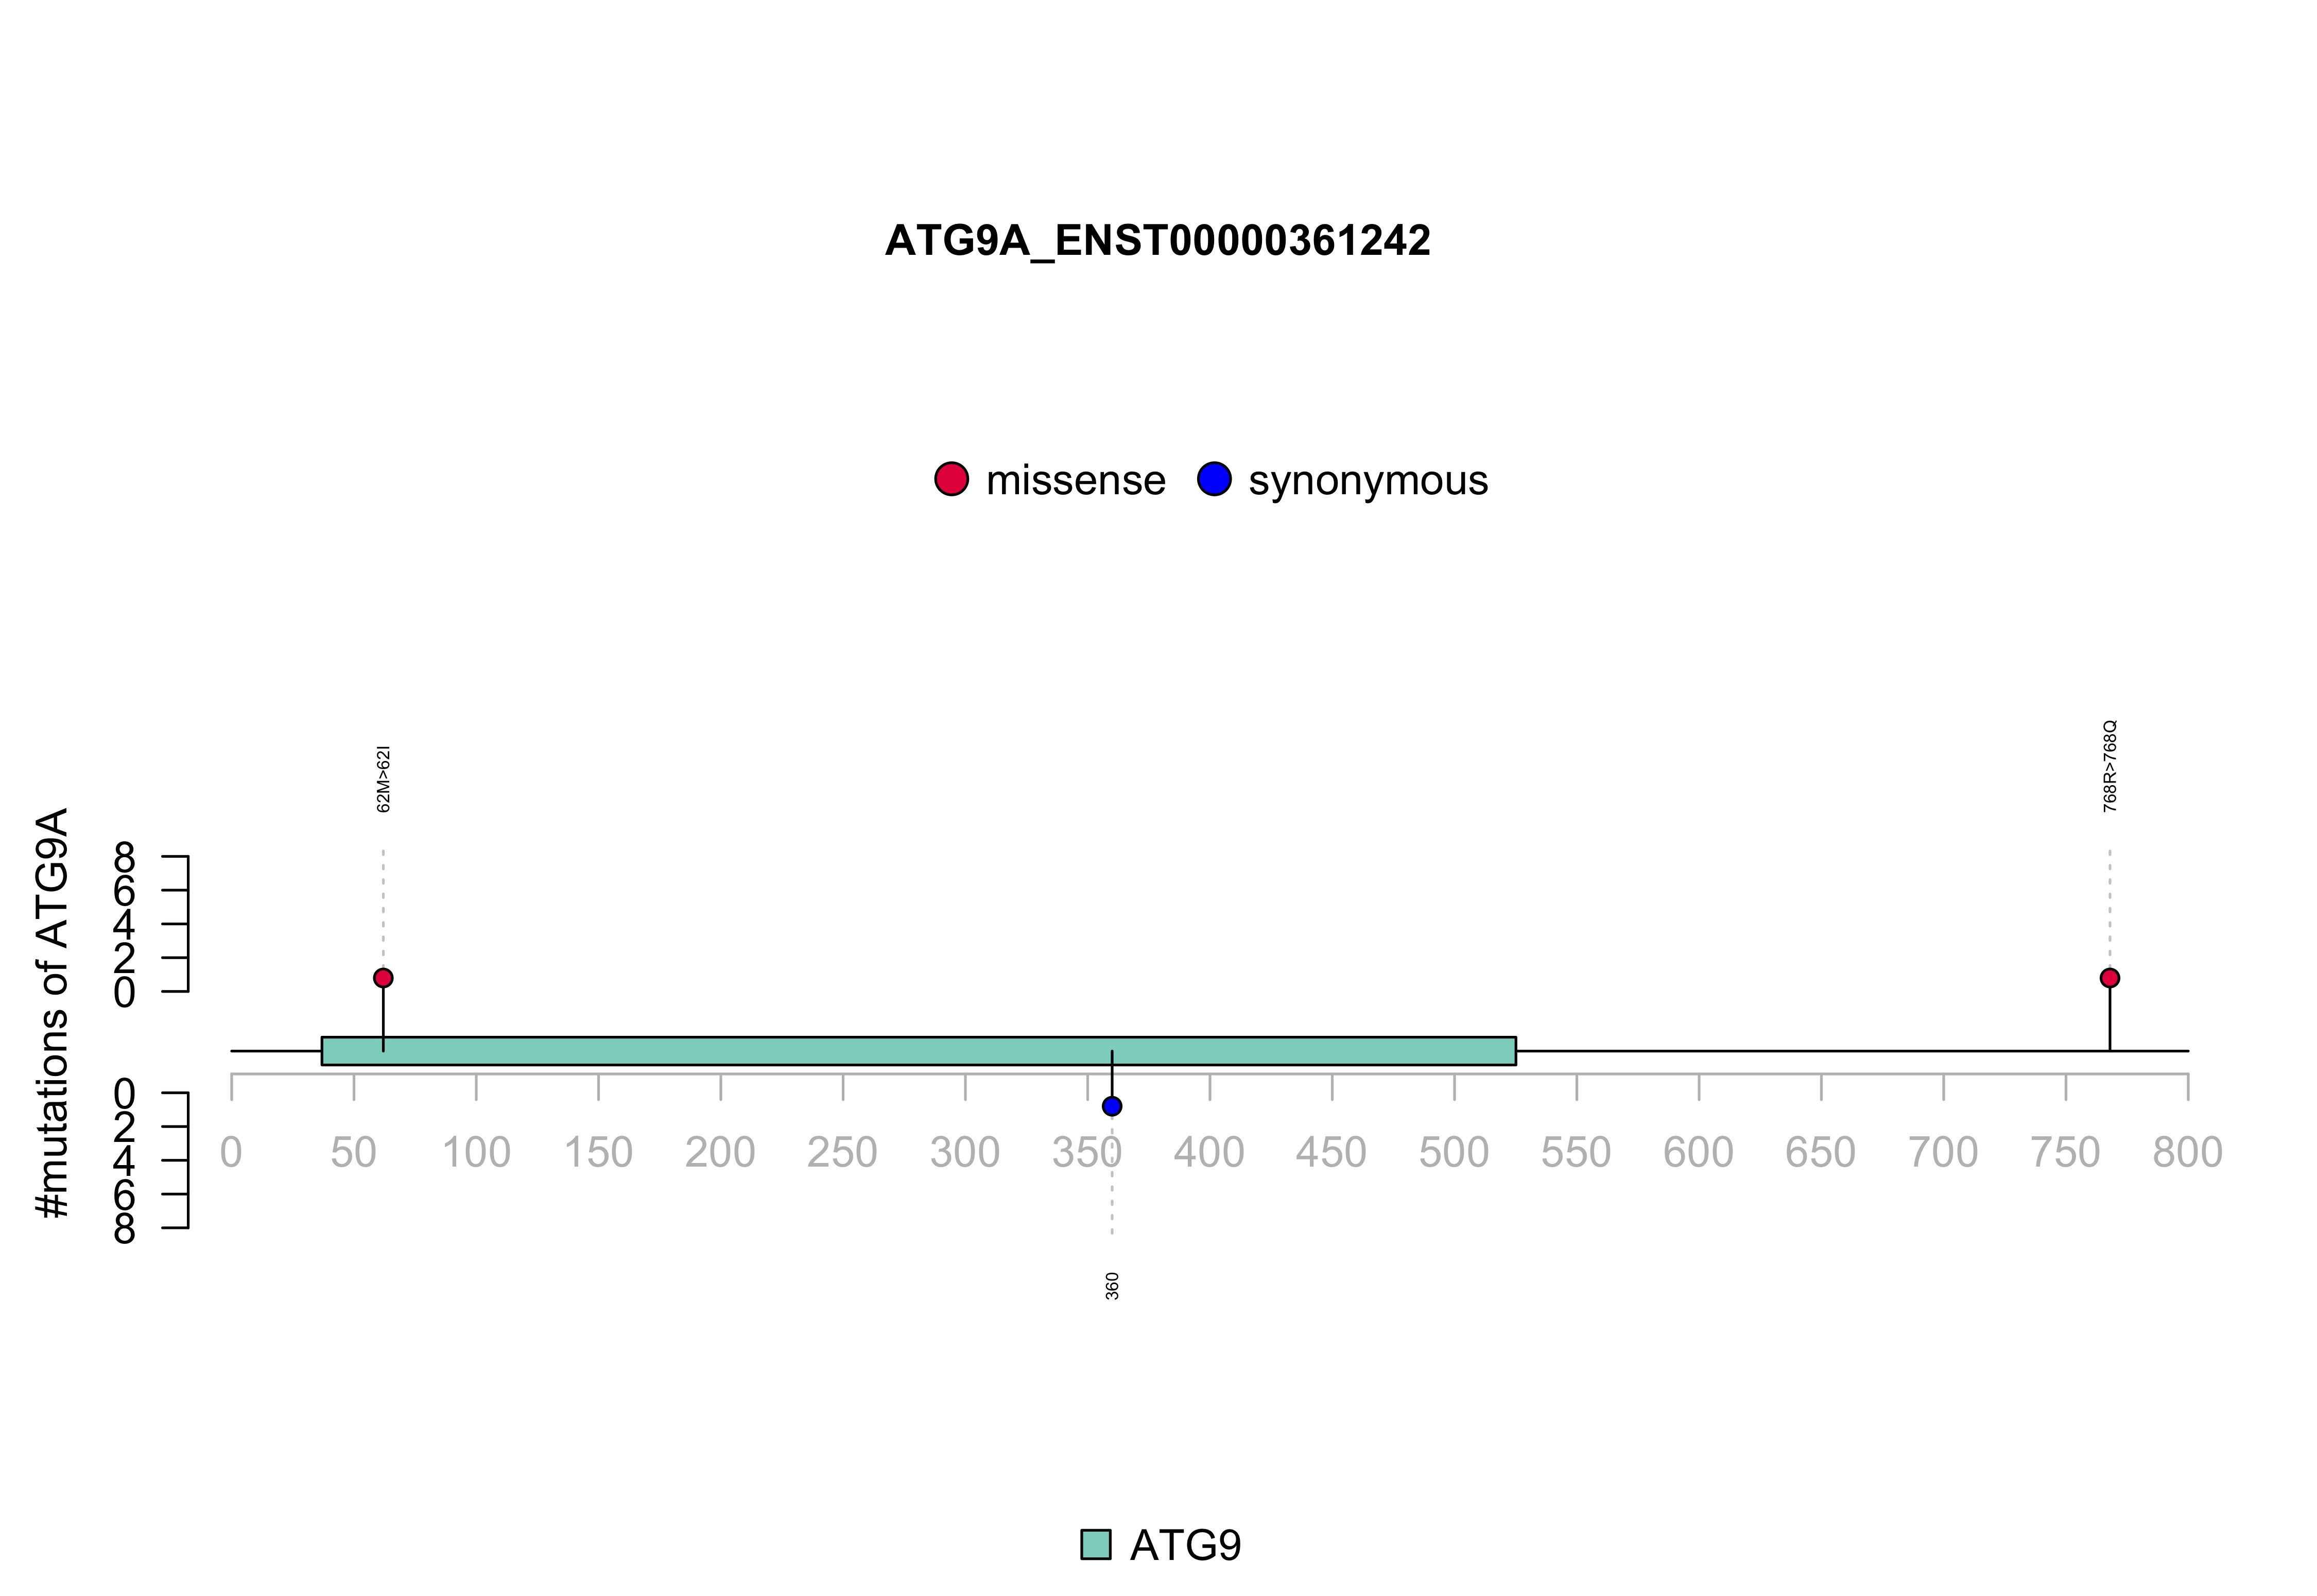 ATG9A_ENST00000361242
missense synonymous
62M>62I
768R>768Q
#mutations of ATG9A
8
6
4
2
0
0
2
4
6
8
0 50 100 150 200 250 300 350 400 450 500 550 600 650 700 750 800
360
ATG9